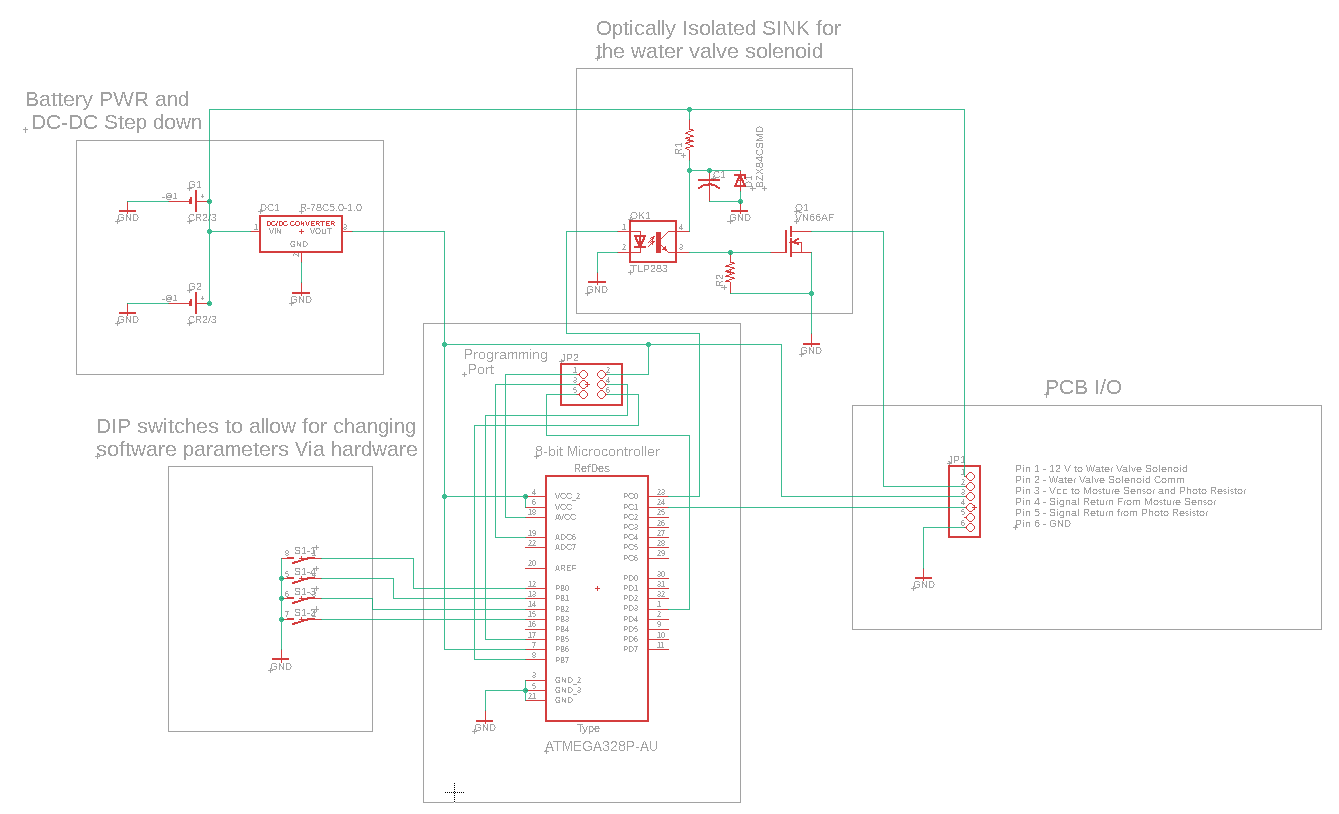 Optically Isolated SINK for
the water valve solenoid
Battery PWR and
DC-DC Step down
G1
-@1
+
GND
CR2/3
DC1
R-78C5.0-1.0
DC/DC CONVERTER
1
VIN
VOUT
3
GND
2
GND
G2
-@1
+
GND
CR2/3
R1
C1
D1
BZX84CSMD
GND
OK1
1
2
4
3
TLP283
GND
R2
Q1
VN66AF
GND
Programming
Port
JP2
1
2
3
4
5
6
PCB I/O
JP1
1
2
3
4
5
6
GND
Pin 1 - 12 V to Water Valve Solenoid
Pin 2 - Water Valve Solenoid Comm
Pin 3 - Vcc to Mosture Sensor and Photo Resistor
Pin 4 - Signal Return From Mosture Sensor
Pin 5 - Signal Return from Photo Resistor
Pin 6 - GND
DIP switches to allow for changing
software parameters Via hardware
8
S1-1
5
S1-4
6
S1-3
7
S1-2
GND
8-bit Microcontroller
RefDes
4
VCC_2
PC0
23
6
VCC
PC1
24
18
AVCC
PC2
25
PC3
26
19
ADC6
PC4
27
22
ADC7
PC5
28
PC6
29
20
AREF
PD0
30
12
PB0
PD1
31
13
PB1
PD2
32
14
PB2
PD3
1
15
PB3
PD4
2
16
PB4
PD5
9
17
PB5
PD6
10
7
PB6
PD7
11
8
PB7
3
GND_2
5
GND_3
21
GND
GND
Type
ATMEGA328P-AU